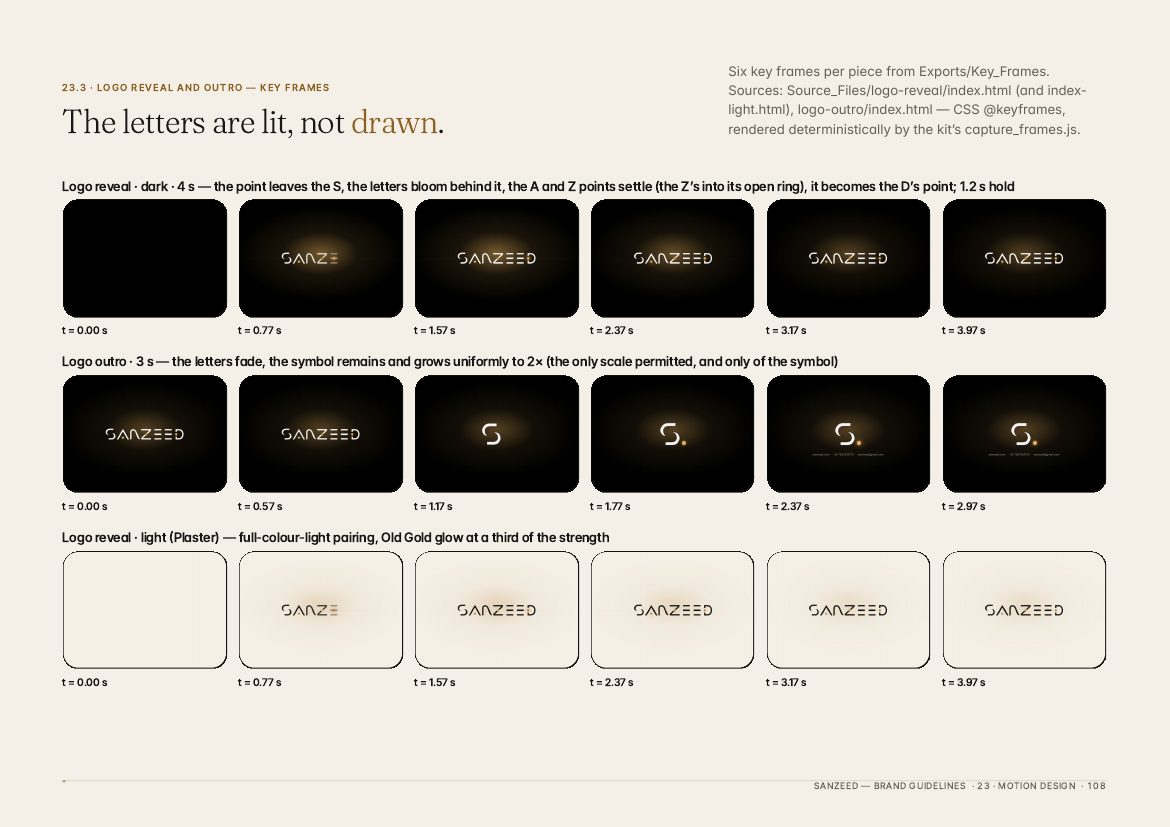 23.3 · LOGO REVEAL AND OUTRO — KEY FRAMES
The letters are lit, not drawn.
Six key frames per piece from Exports/Key_Frames.
Sources: Source_Files/logo-reveal/index.html (and index-
light.html), logo-outro/index.html — CSS @keyframes,
rendered deterministically by the kit's capture_frames.js.
Logo reveal · dark · 4 s — the point leaves the S, the letters bloom behind it, the A and Z points settle (the Z's into its open ring), it becomes the D's point; 1.2 s hold
SANZE
SANZEED
SANZEED
SANZEED
SANZEED
t = 0.00 s
t = 0.77 s
t = 1.57 s
t = 2.37 s
t = 3.17 s
t = 3.97 s
Logo outro · 3 s — the letters fade, the symbol remains and grows uniformly to 2× (the only scale permitted, and only of the symbol)
SANZEED
SANZEED
S
S.
S.
S.
t = 0.00 s
t = 0.57 s
t = 1.17 s
t = 1.77 s
t = 2.37 s
t = 2.97 s
Logo reveal · light (Plaster) — full-colour-light pairing, Old Gold glow at a third of the strength
SANZE
SANZEED
SANZEED
SANZEED
SANZEED
t = 0.00 s
t = 0.77 s
t = 1.57 s
t = 2.37 s
t = 3.17 s
t = 3.97 s
SANZEED — BRAND GUIDELINES · 23 · MOTION DESIGN · 108